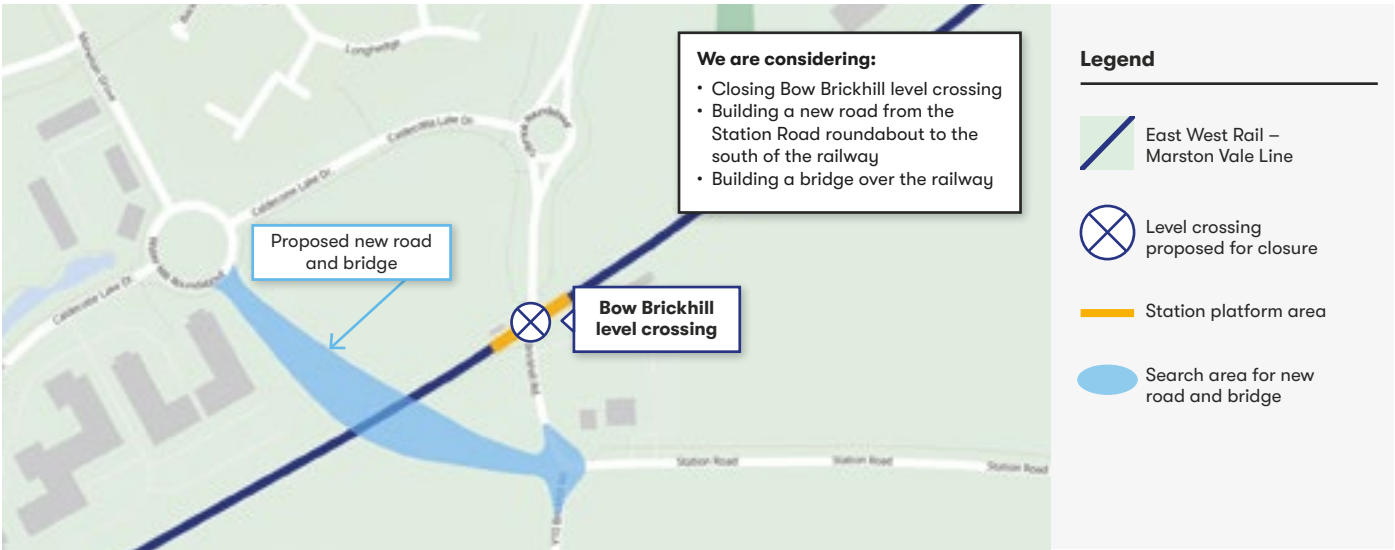 Longhedge
Caldecotte Lake Dr.
Caldecotte Lake Dr.
Caldecotte Lake Dr.
Proposed new road
and bridge
We are considering:
• Closing Bow Brickhill level crossing
• Building a new road from the
Station Road roundabout to the
south of the railway
• Building a bridge over the railway
Bow Brickhill
level crossing
Station Road
Station Road
Station Road
Legend
East West Rail –
Marston Vale Line
Level crossing
proposed for closure
Station platform area
Search area for new
road and bridge